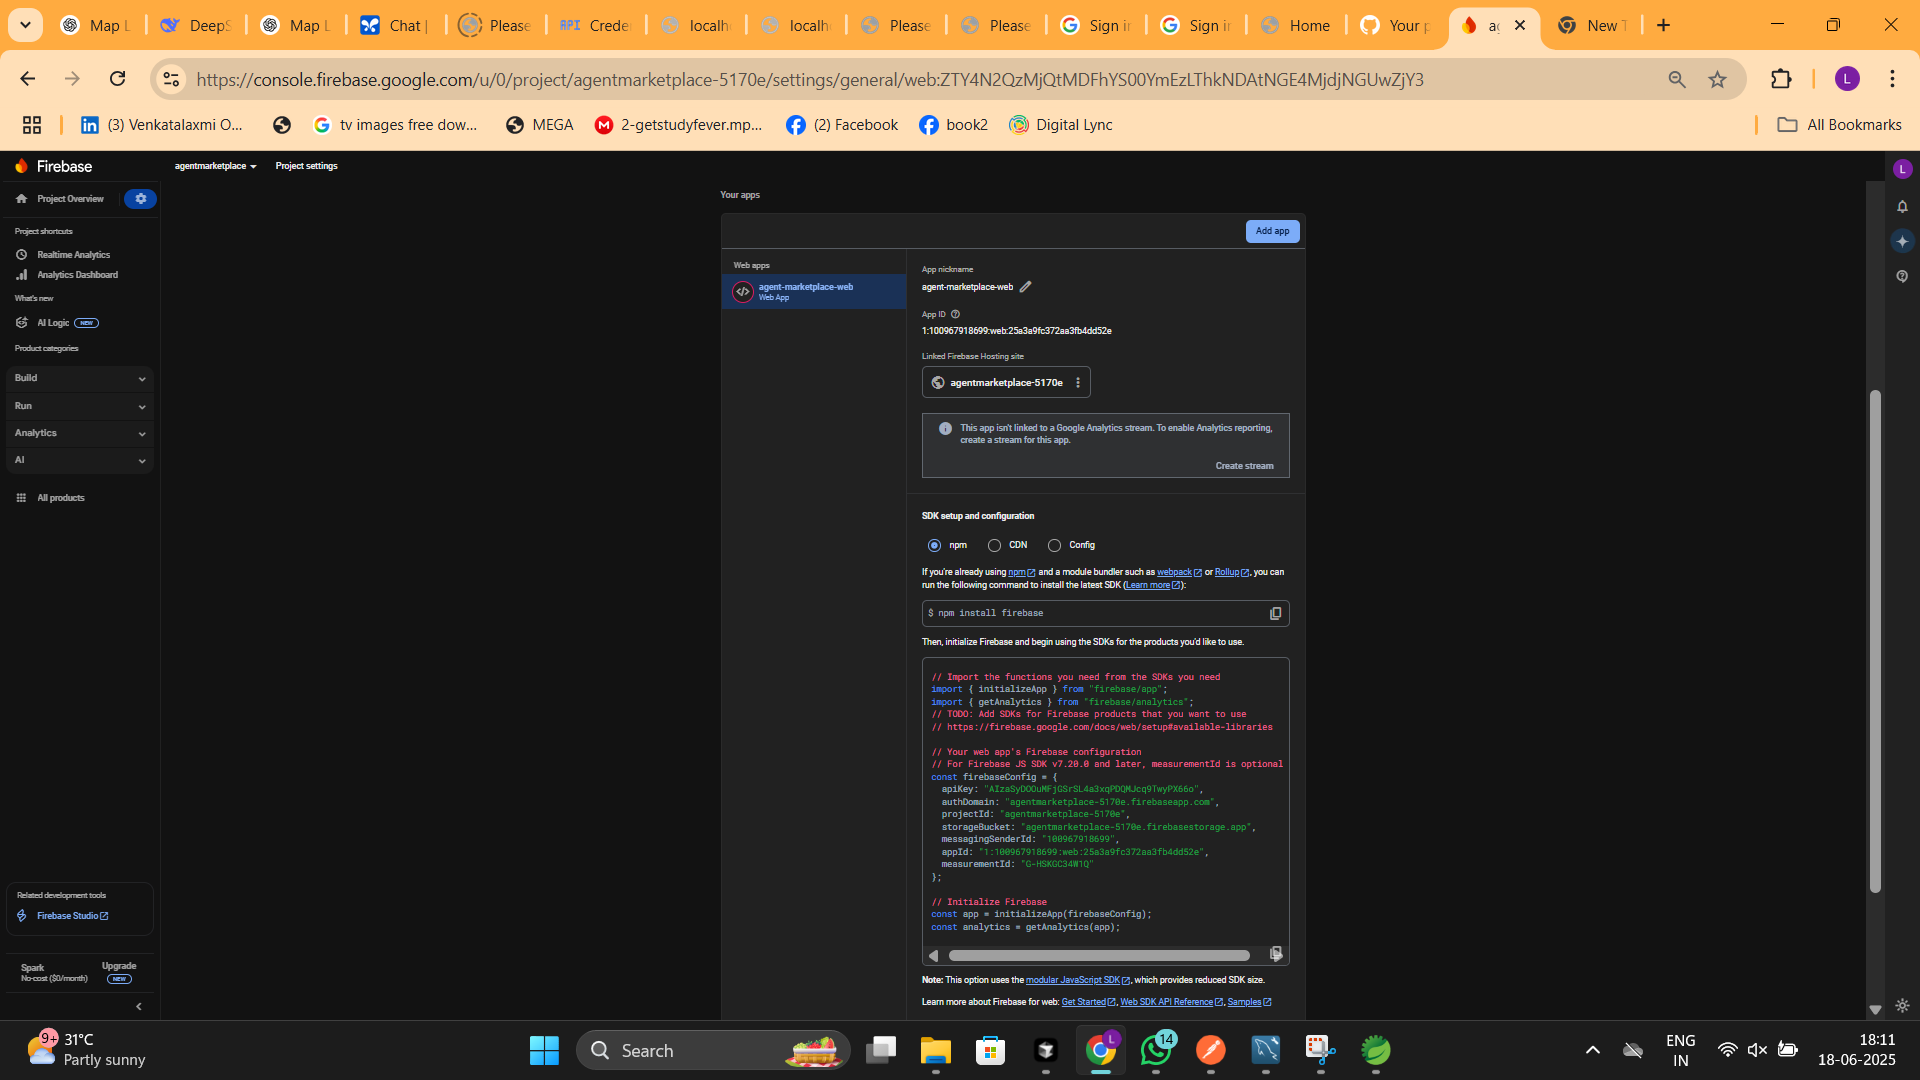 Map L
DeepS
Map L
Chat |
Please
API
Creder
localho
localho
Please
Please
Sign in
Sign in
Home
Your p
ag
New T
https://console.firebase.google.com/u/0/project/agentmarketplace-5170e/settings/general/web:ZTY4N2QzMjQtMDFhYS00YmEzLThkNDAtNGE4MjdjNGUwZjY3
L
(3) Venkatalaxmi O...
tv images free dow...
MEGA
2-getstudyfever.mp...
(2) Facebook
book2
Digital Lync
All Bookmarks
Firebase
agentmarketplace
Project settings
L
Project Overview
Project shortcuts
Realtime Analytics
Analytics Dashboard
What's new
AI Logic NEW
Product categories
Build
Run
Analytics
AI
All products
Related development tools
Firebase Studio
Spark
No-cost ($0/month)
Upgrade
NEW
Your apps
Add app
Web apps
agent-marketplace-web
Web App
App nickname
agent-marketplace-web
App ID
1:100967918699:web:25a3a9fc372aa3fb4dd52e
Linked Firebase Hosting site
agentmarketplace-5170e
This app isn't linked to a Google Analytics stream. To enable Analytics reporting,
create a stream for this app.
Create stream
SDK setup and configuration
npm
CDN
Config
If you're already using npm and a module bundler such as webpack or Rollup, you can
run the following command to install the latest SDK (Learn more):
$ npm install firebase
Then, initialize Firebase and begin using the SDKs for the products you'd like to use.
// Import the functions you need from the SDKs you need
import { initializeApp } from "firebase/app";
import { getAnalytics } from "firebase/analytics";
// TODO: Add SDKs for Firebase products that you want to use
// https://firebase.google.com/docs/web/setup#available-libraries
// Your web app's Firebase configuration
// For Firebase JS SDK v7.20.0 and later, measurementId is optional
const firebaseConfig = {
apiKey: "AIzaSyDOOuMFjGSrSL4a3xqPDQMJcq9TwyPX66o",
authDomain: "agentmarketplace-5170e.firebaseapp.com",
projectId: "agentmarketplace-5170e",
storageBucket: "agentmarketplace-5170e.firebasestorage.app",
messagingSenderId: "100967918699",
appId: "1:100967918699:web:25a3a9fc372aa3fb4dd52e",
measurementId: "G-HSKGC34W1Q"
};
// Initialize Firebase
const app = initializeApp(firebaseConfig);
const analytics = getAnalytics(app);
Note: This option uses the modular JavaScript SDK, which provides reduced SDK size.
Learn more about Firebase for web: Get Started, Web SDK API Reference, Samples
9+
31°C
Partly sunny
Search
L
14
ENG
IN
18:11
18-06-2025